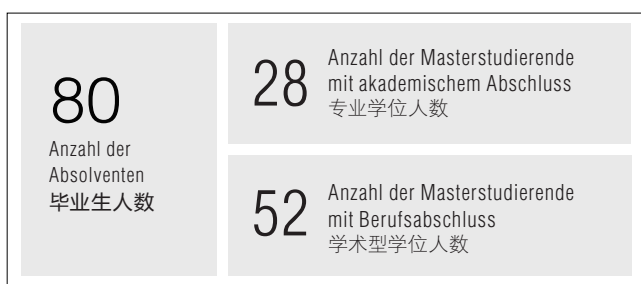 80
Anzahl der
Absolventen
毕业生人数
28
Anzahl der Masterstudierende
mit akademischem Abschluss
专业学位人数
52
Anzahl der Masterstudierende
mit Berufsabschluss
学术型学位人数